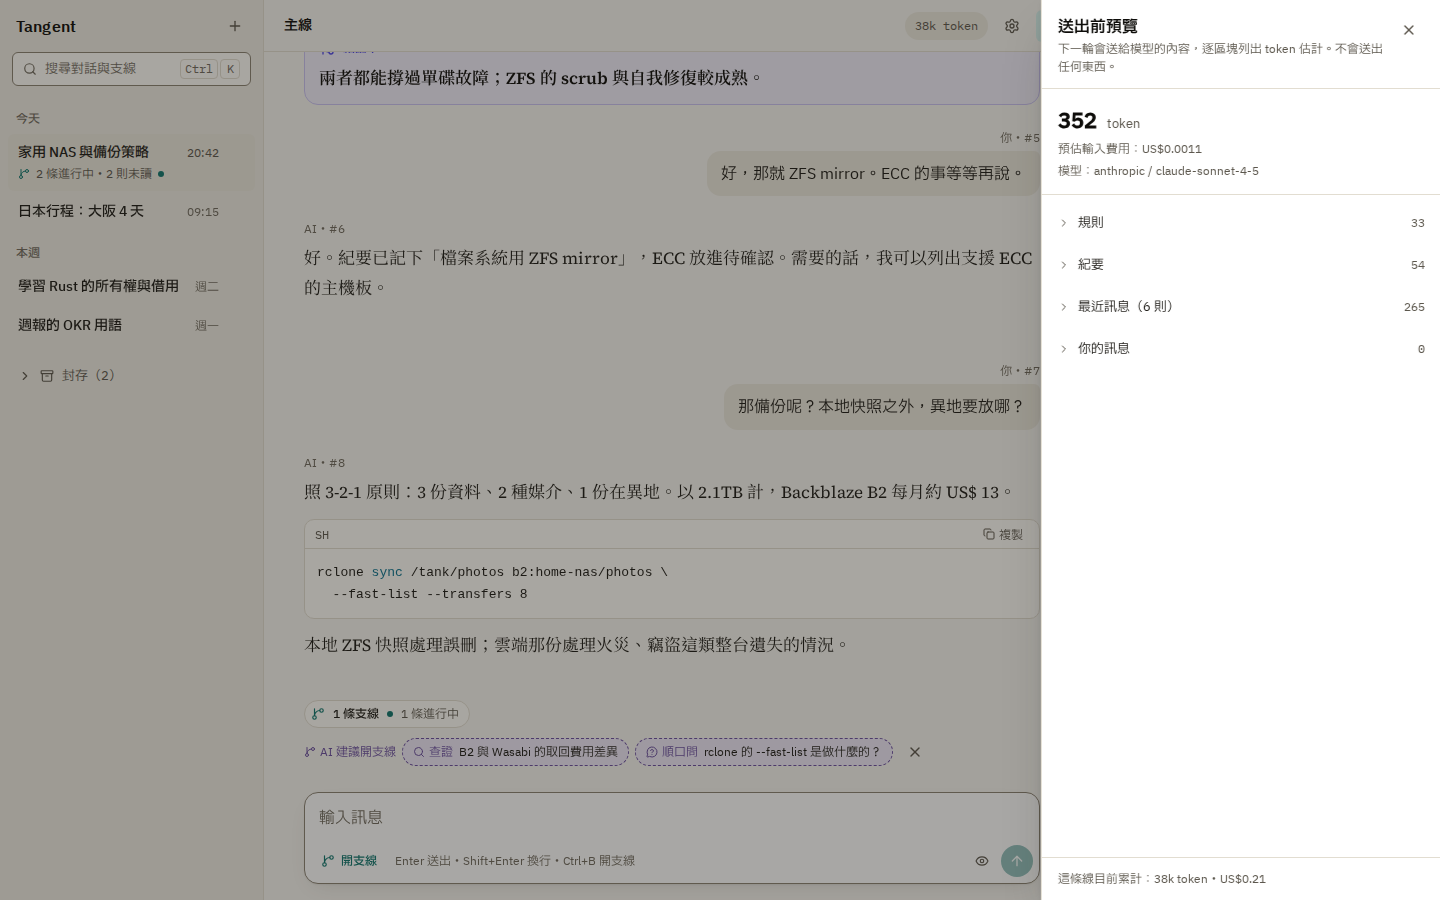 Tangent
搜尋對話與支線 Ctrl K
今天
家用 NAS 與備份策略 20:42
2 條進行中・2 則未讀
日本行程：大阪 4 天 09:15
本週
學習 Rust 的所有權與借用 週二
週報的 OKR 用語 週一
封存（2）
主線 38k token
兩者都能撐過單碟故障；ZFS 的 scrub 與自我修復較成熟。
你・#5
好，那就 ZFS mirror。ECC 的事等等再說。
AI・#6
好。紀要已記下「檔案系統用 ZFS mirror」，ECC 放進待確認。需要的話，我可以列出支援 ECC
的主機板。
你・#7
那備份呢？本地快照之外，異地要放哪？
AI・#8
照 3-2-1 原則：3 份資料、2 種媒介、1 份在異地。以 2.1TB 計，Backblaze B2 每月約 US$ 13。
SH 複製
rclone sync /tank/photos b2:home-nas/photos \
--fast-list --transfers 8
本地 ZFS 快照處理誤刪；雲端那份處理火災、竊盜這類整台遺失的情況。
1 條支線 1 條進行中
AI 建議開支線 查證 B2 與 Wasabi 的取回費用差異 順口問 rclone 的 --fast-list 是做什麼的？
輸入訊息
開支線 Enter 送出・Shift+Enter 換行・Ctrl+B 開支線
送出前預覽
下一輪會送給模型的內容，逐區塊列出 token 估計。不會送出
任何東西。
352 token
預估輸入費用：US$0.0011
模型：anthropic / claude-sonnet-4-5
規則 33
紀要 54
最近訊息（6 則） 265
你的訊息 0
這條線目前累計：38k token・US$0.21